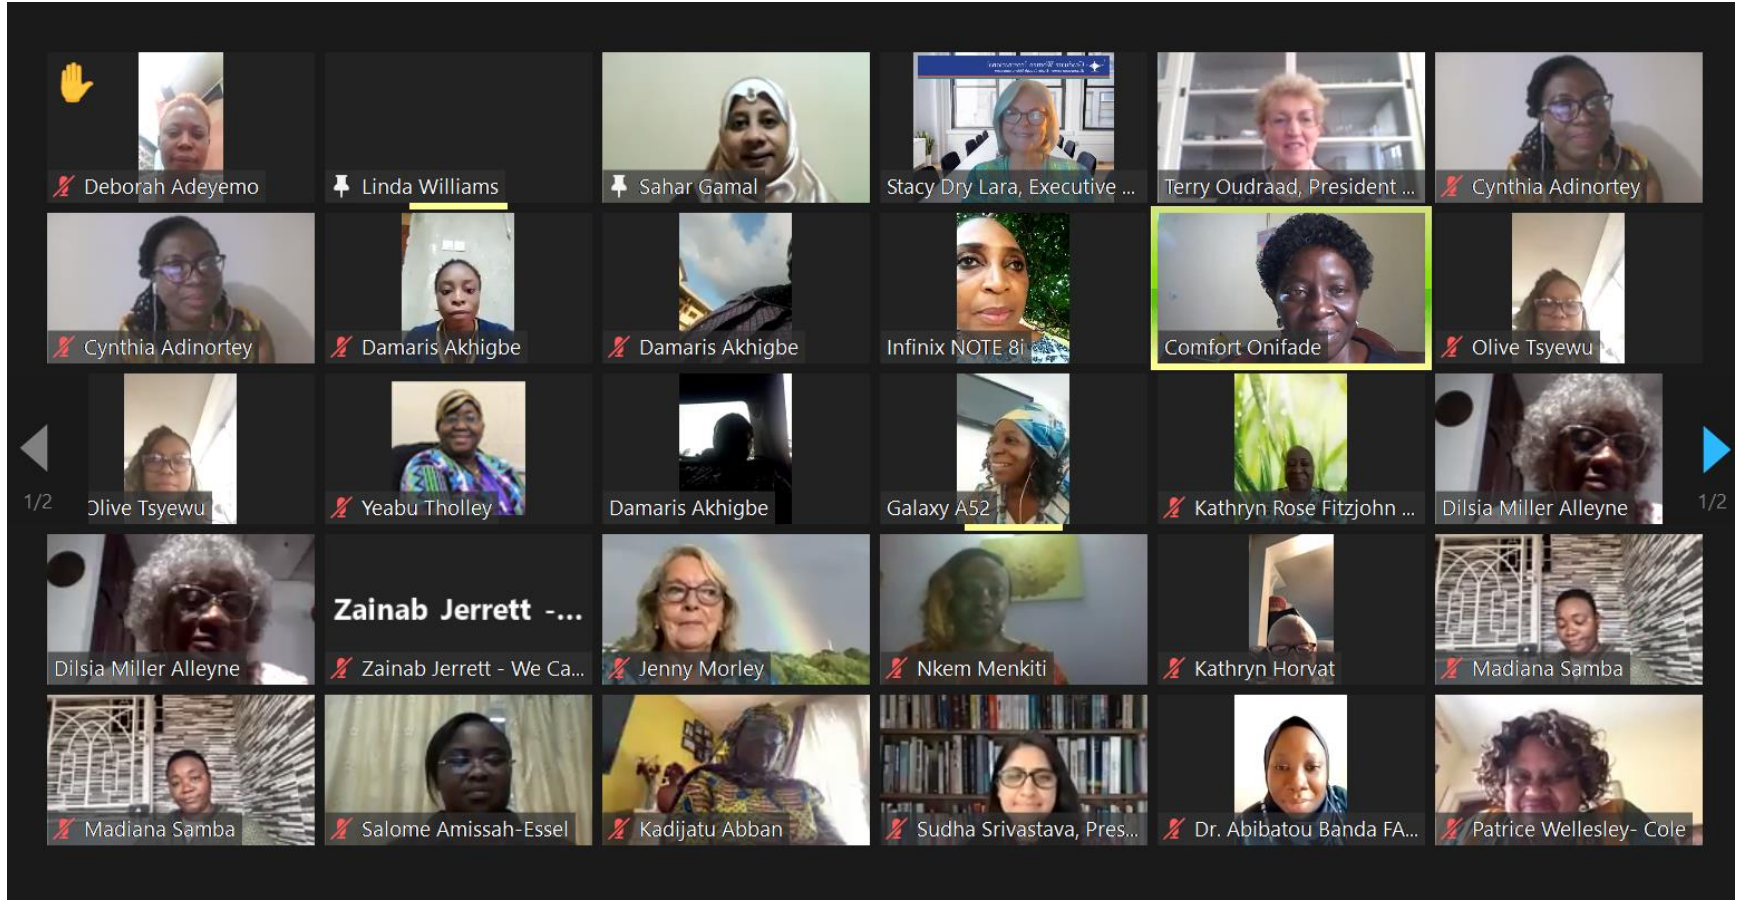 Deborah Adeyemo
Linda Williams
Sahar Gamal
Stacy Dry Lara, Executive ...
Terry Oudraad, President ...
Cynthia Adinortey
Cynthia Adinortey
Damaris Akhigbe
Damaris Akhigbe
Infinix NOTE 8i
Comfort Onifade
Olive Tsyewu
1/2
Olive Tsyewu
Yeabu Tholley
Damaris Akhigbe
Galaxy A52
Kathryn Rose Fitzjohn ...
Dilsia Miller Alleyne
1/2
Dilsia Miller Alleyne
Zainab Jerrett -...
Zainab Jerrett - We Ca...
Jenny Morley
Nkem Menkiti
Kathryn Horvat
Madiana Samba
Madiana Samba
Salome Amissah-Essel
Kadijatu Abban
Sudha Srivastava, Pres...
Dr. Abibatou Banda FA...
Patrice Wellesley- Cole